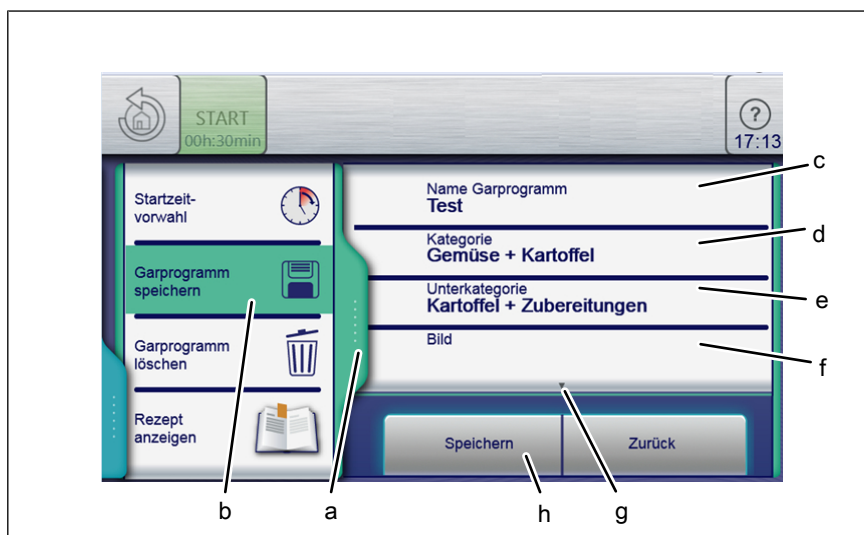 START
00h:30min
?
17:13
Startzeit-
vorwahl
Garprogramm
speichern
Garprogramm
löschen
Rezept
anzeigen
Name Garprogramm
Test
Kategorie
Gemüse + Kartoffel
Unterkategorie
Kartoffel + Zubereitungen
Bild
Speichern
Zurück
c
d
e
f
b
a
h
g